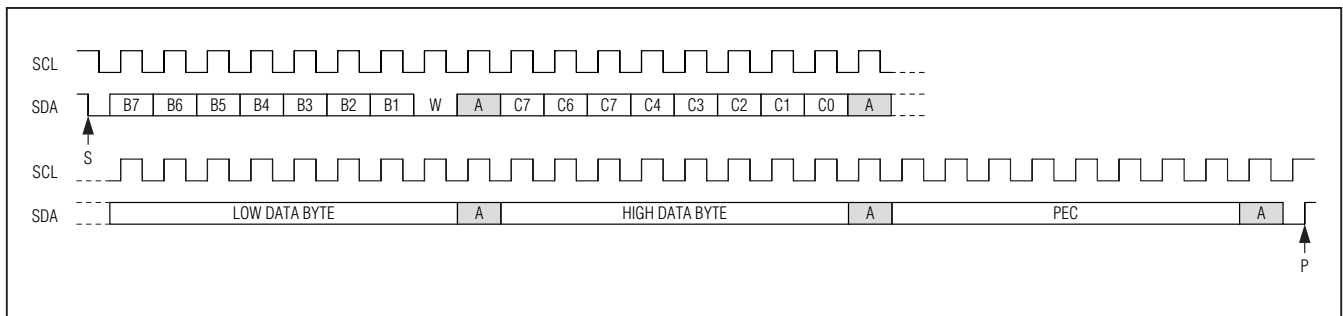 SCL
SDA B7 B6 B5 B4 B3 B2 B1 W A C7 C6 C7 C4 C3 C2 C1 C0 A
S
SCL
SDA LOW DATA BYTE A HIGH DATA BYTE A PEC A
P